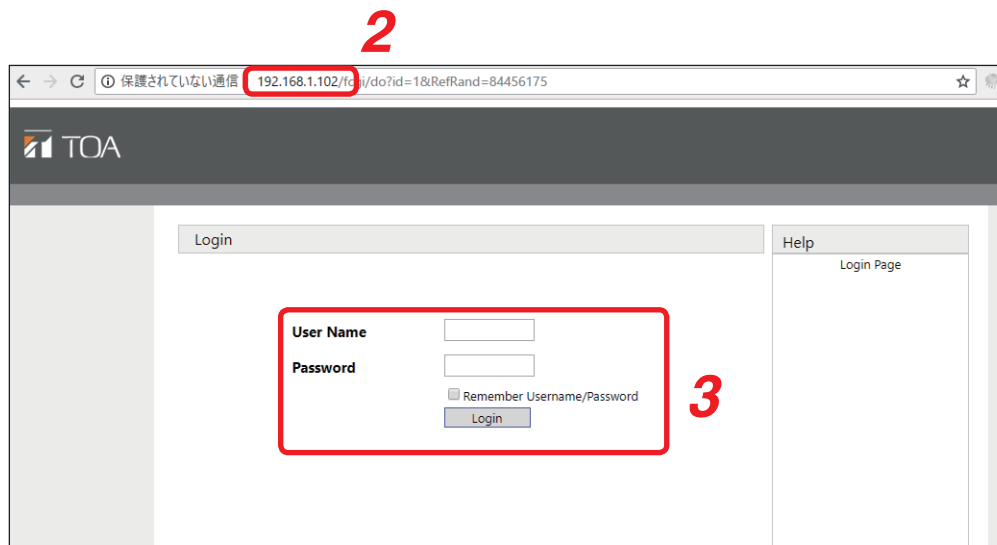 2
保護されていない通信 192.168.1.102/fcgi/do?id=1&RefRand=84456175
TOA
Login
Help
Login Page
User Name
Password
Remember Username/Password
Login
3